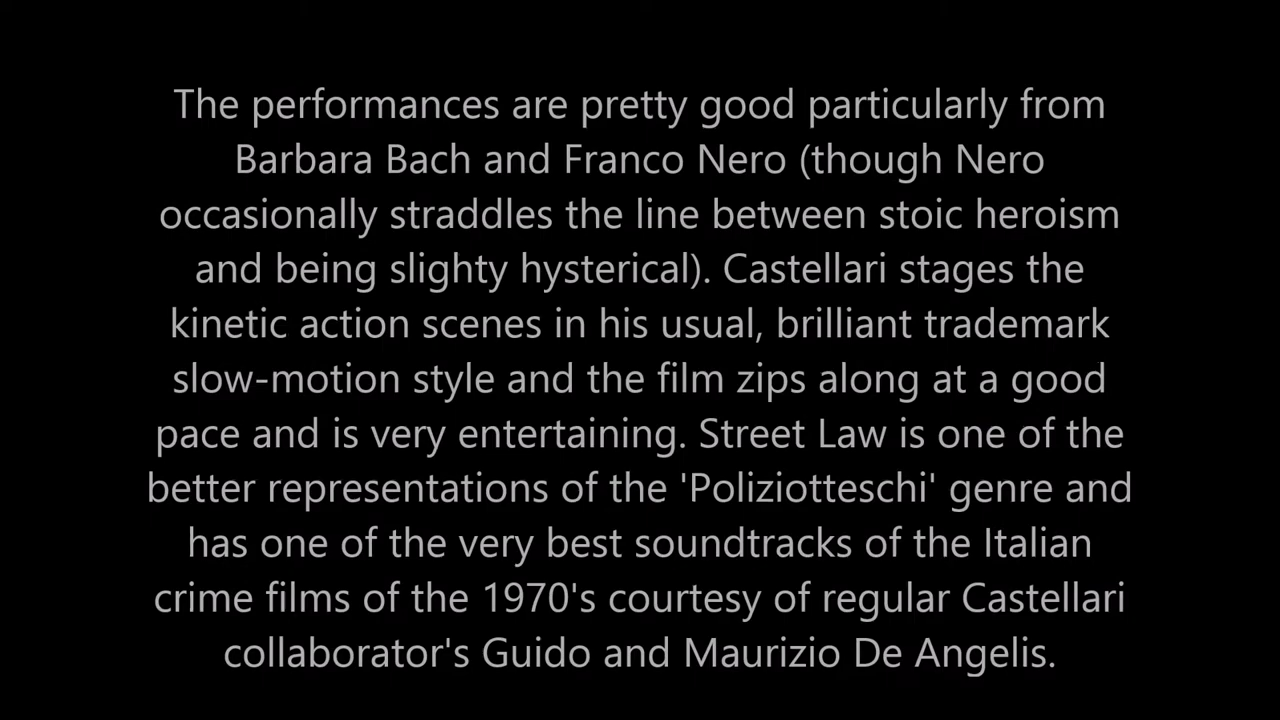 The performances are pretty good particularly from
Barbara Bach and Franco Nero (though Nero
occasionally straddles the line between stoic heroism
and being slighty hysterical). Castellari stages the
kinetic action scenes in his usual, brilliant trademark
slow-motion style and the film zips along at a good
pace and is very entertaining. Street Law is one of the
better representations of the 'Poliziotteschi' genre and
has one of the very best soundtracks of the Italian
crime films of the 1970's courtesy of regular Castellari
collaborator's Guido and Maurizio De Angelis.